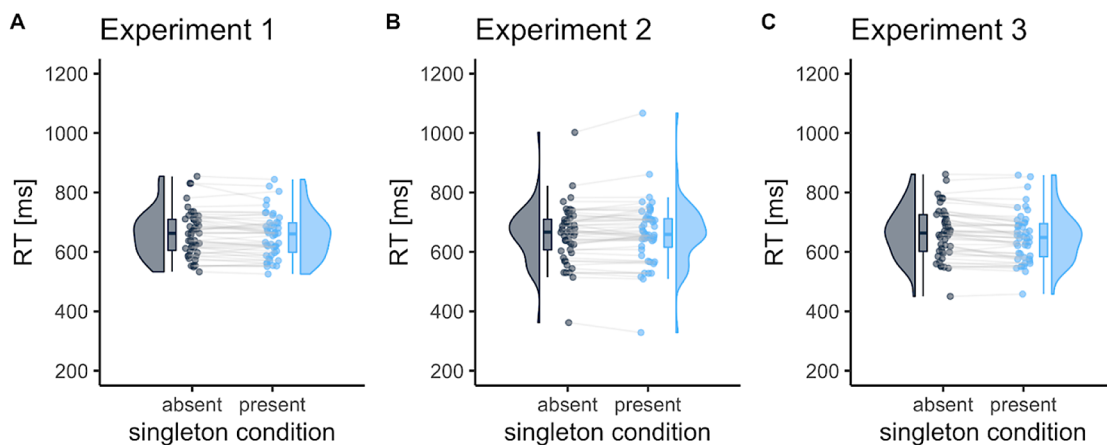 A Experiment 1
RT [ms]
1200
1000
800
600
400
200
absent present
singleton condition
B Experiment 2
RT [ms]
1200
1000
800
600
400
200
absent present
singleton condition
C Experiment 3
RT [ms]
1200
1000
800
600
400
200
absent present
singleton condition